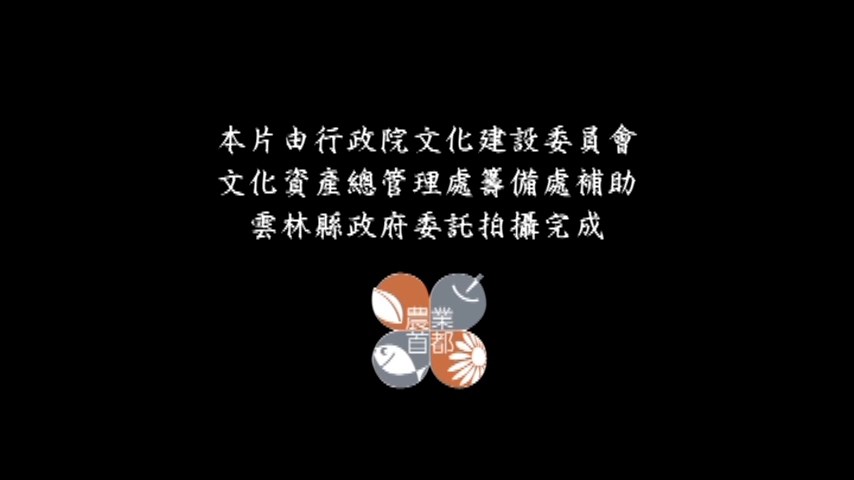 本片由行政院文化建設委員會
文化資產總管理處籌備處補助
雲林縣政府委託拍攝完成
農業
首都